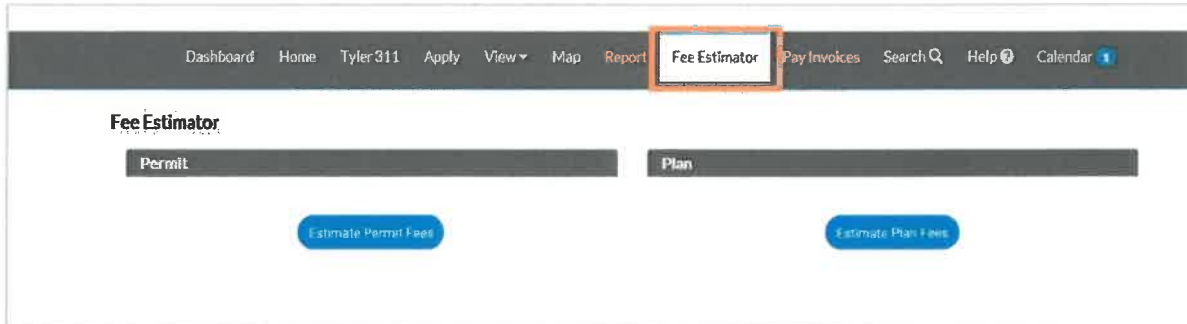 Dashboard Home Tyler 311 Apply View Map Report Fee Estimator Pay Invoices Search Help Calendar 1
Fee Estimator
Permit Plan
Estimate Permit Fees Estimate Plan Fees